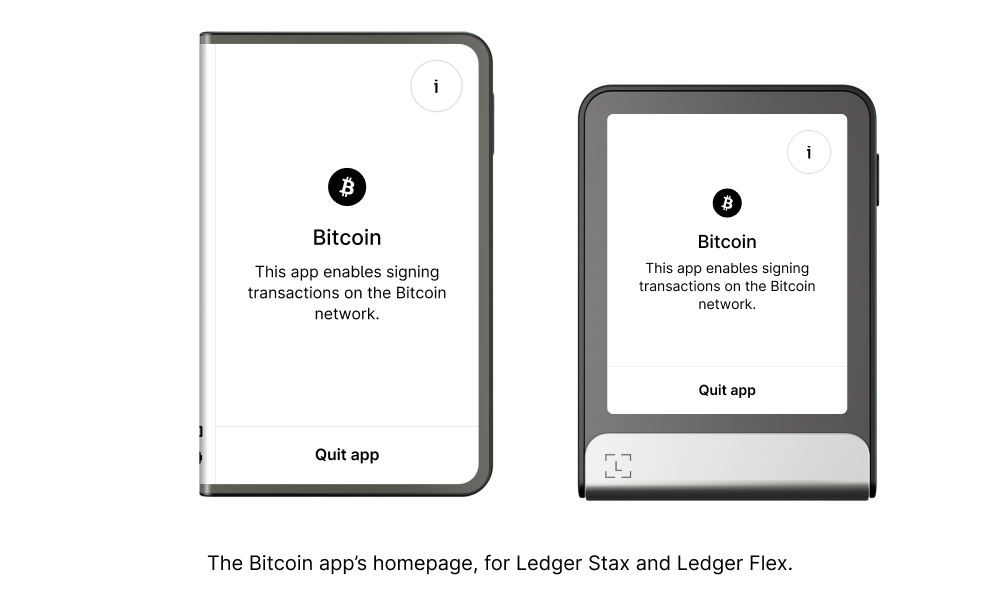 i
Bitcoin
This app enables signing
transactions on the Bitcoin
network.
Quit app
i
Bitcoin
This app enables signing
transactions on the Bitcoin
network.
Quit app
The Bitcoin app’s homepage, for Ledger Stax and Ledger Flex.